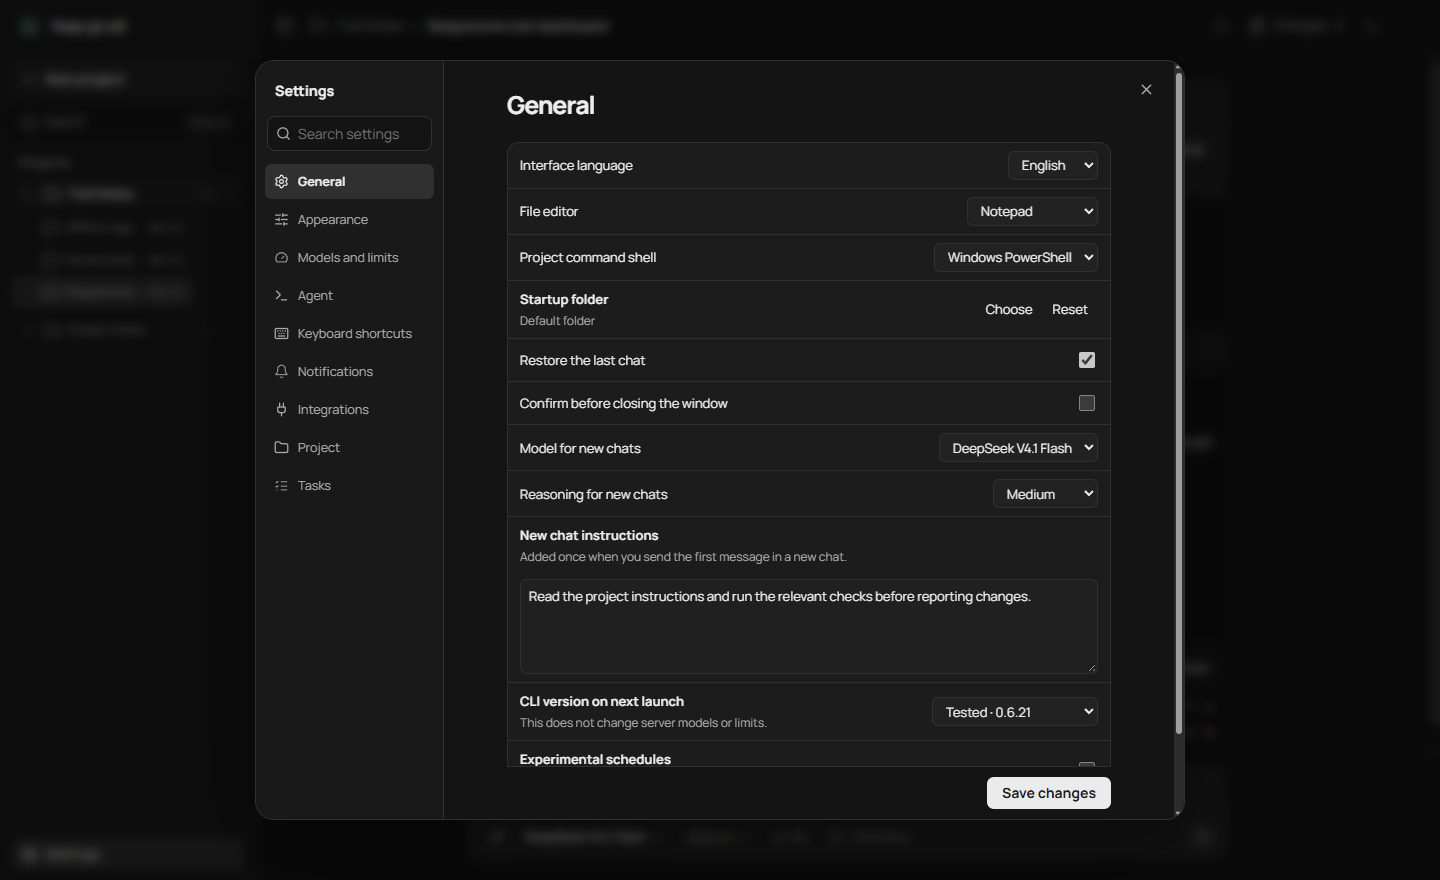 Settings
Search settings
General
Appearance
Models and limits
Agent
Keyboard shortcuts
Notifications
Integrations
Project
Tasks
General
Interface language
English
File editor
Notepad
Project command shell
Windows PowerShell
Startup folder
Default folder
Choose
Reset
Restore the last chat
Confirm before closing the window
Model for new chats
DeepSeek V4.1 Flash
Reasoning for new chats
Medium
New chat instructions
Added once when you send the first message in a new chat.
Read the project instructions and run the relevant checks before reporting changes.
CLI version on next launch
This does not change server models or limits.
Tested · 0.6.21
Experimental schedules
Save changes
New project
Settings